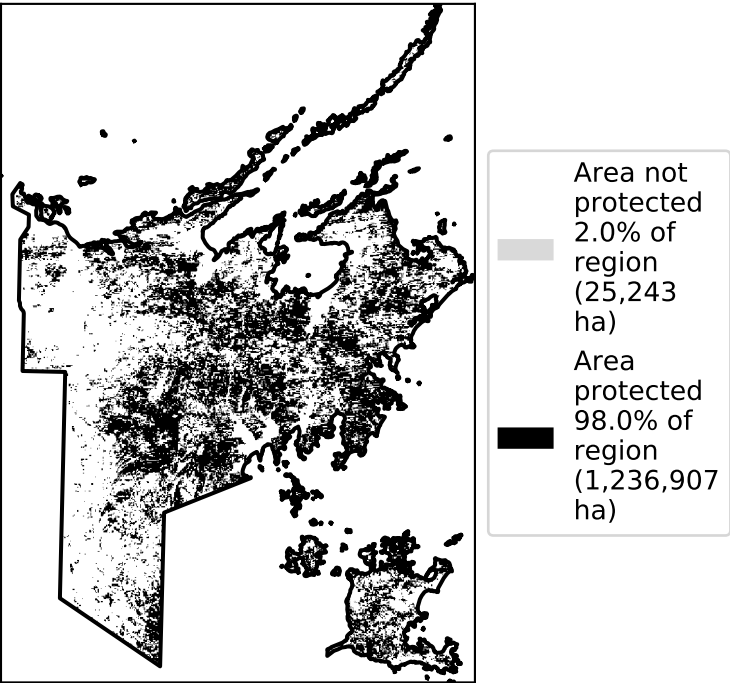 Area not
protected
2.0% of
region
(25,243
ha)
Area
protected
98.0% of
region
(1,236,907
ha)